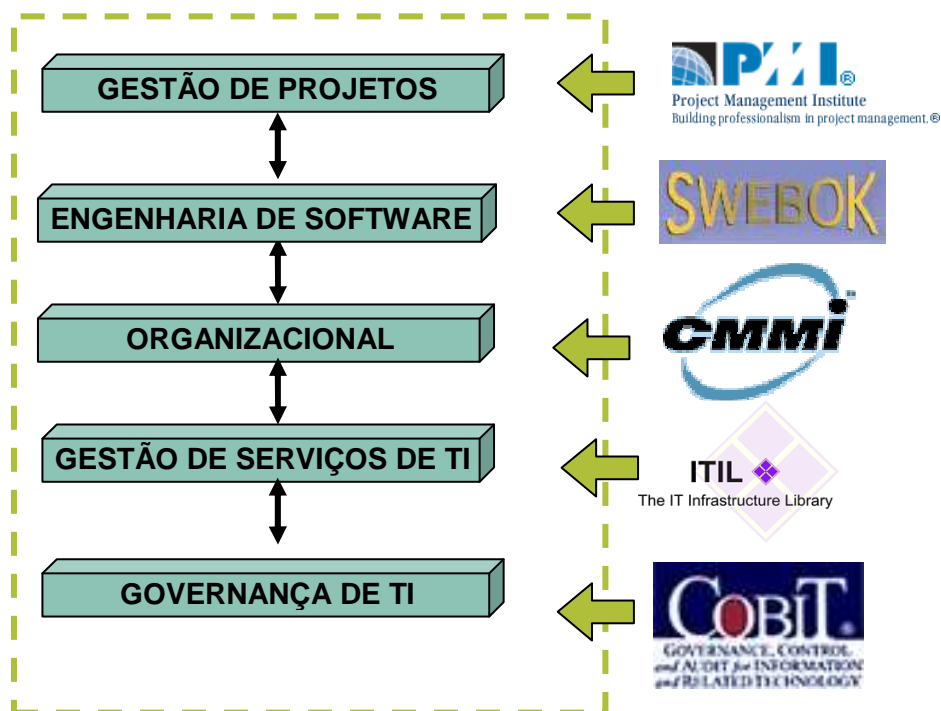 GESTÃO DE PROJETOS
PMI®
Project Management Institute
Building professionalism in project management.®
ENGENHARIA DE SOFTWARE
SWEBOK
ORGANIZACIONAL
CMMi™
GESTÃO DE SERVIÇOS DE TI
ITIL
The IT Infrastructure Library
GOVERNANÇA DE TI
COBIT®
GOVERNANCE, CONTROL
and AUDIT for INFORMATION
and RELATED TECHNOLOGY